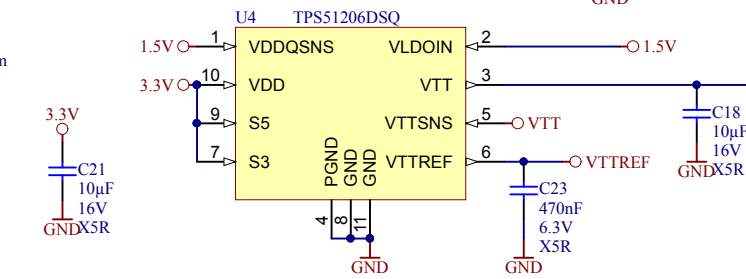 GND
U4 TPS51206DSQ
1.5V 1 VDDQSNS VLDOIN 2 1.5V
m
3.3V 10 VDD VTT 3
3.3V 9 S5 VTTSNS 5 VTT C18
10µF
16V
X5R
GND
7 S3 VTTREF 6 VTTREF
C21
10µF
16V
X5R
GND
PGND GND GND
4 8 11
GND
C23
470nF
6.3V
X5R
GND